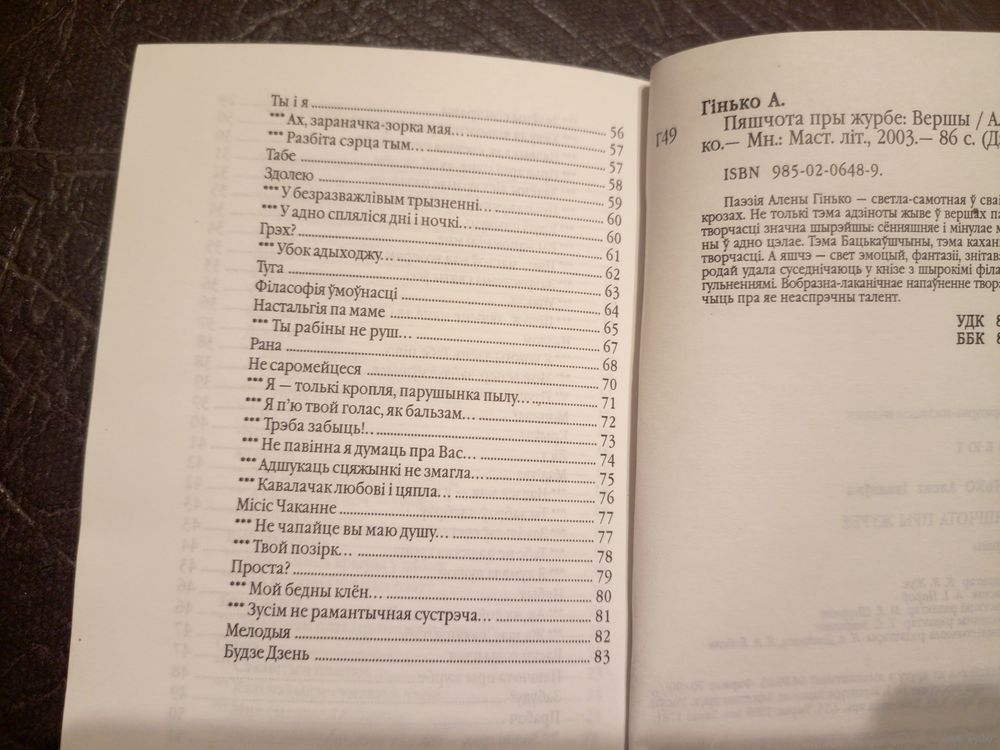 Ты і я ..... 56
*** Ах, зараначка-зорка мая... ..... 57
*** Разбіта сэрца тым... ..... 57
Табе ..... 58
Здолею ..... 59
*** У безразважлівым трызненні... ..... 60
*** У адно спляліся дні і ночкі... ..... 60
Грэх? ..... 61
*** Убок адыходжу... ..... 62
Туга ..... 63
Філасофія ўмоўнасці ..... 64
Настальгія па маме ..... 65
*** Ты рабіны не руш... ..... 67
Рана ..... 68
Не саромейцеся ..... 70
*** Я — толькі кропля, парушынка пылу... ..... 71
*** Я п’ю твой голас, як бальзам... ..... 72
*** Трэба забыць!.. ..... 73
*** Не павінна я думаць пра Вас... ..... 74
*** Адшукаць сцяжынкі не змагла... ..... 75
*** Кавалачак любові і цяпла... ..... 76
Місіс Чаканне ..... 77
*** Не чапайце вы маю душу... ..... 77
*** Твой позірк... ..... 78
Проста? ..... 79
*** Мой бедны клён... ..... 80
*** Зусім не рамантычная сустрэча... ..... 81
Мелодыя ..... 82
Будзе Дзень ..... 83
Гінько А.
Г49 Пяшчота пры журбе: Вершы / Ал
ко.— Мн.: Маст. літ., 2003.— 86 с. (Д
ISBN 985-02-0648-9.
Паэзія Алены Гінько — светла-самотная ў сваі
крозах. Не толькі тэма адзіноты жыве ў вершах п
творчасці значна шырэйшы: сённяшняе і мінулае м
ны ў адно цэлае. Тэма Бацькаўшчыны, тэма кахан
творчасці. А яшчэ — свет эмоцый, фантазіі, знітава
родай удала суседнічаюць у кнізе з шырокімі філа
гульненнямі. Вобразна-лаканічнае напаўненне твора
чыць пра яе неаспрэчны талент.
УДК 8
ББК 8